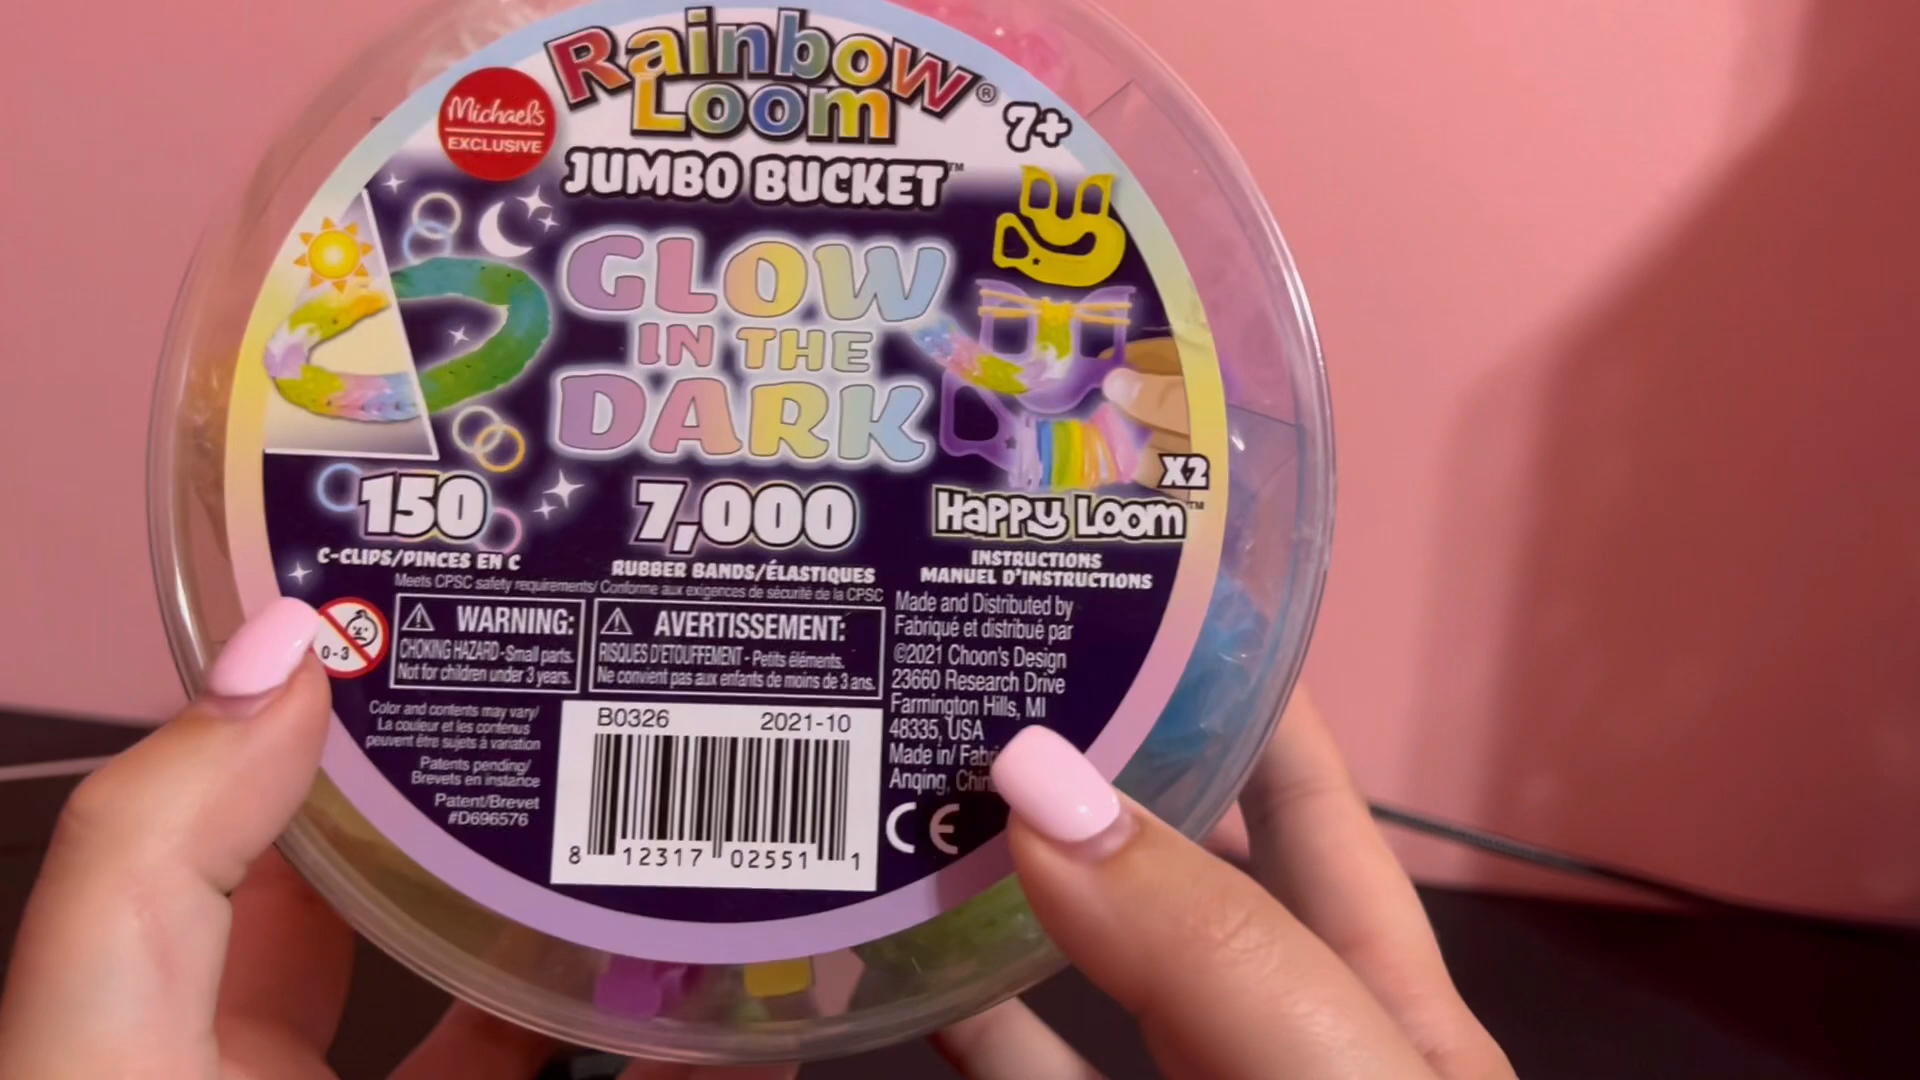 Rainbow
Loom®
Michaels
EXCLUSIVE
7+
JUMBO BUCKET™
GLOW
IN THE
DARK
X2
150
C-CLIPS/PINCES EN C
7,000
RUBBER BANDS/ÉLASTIQUES
HAPPY LOOM™
INSTRUCTIONS
MANUEL D'INSTRUCTIONS
Meets CPSC safety requirements/ Conforme aux exigences de sécurité de la CPSC
0-3
WARNING:
CHOKING HAZARD-Small parts.
Not for children under 3 years.
AVERTISSEMENT:
RISQUES D'ETOUFFEMENT - Petits éléments.
Ne convient pas aux enfants de moins de 3 ans.
Made and Distributed by
Fabriqué et distribué par
©2021 Choon's Design
23660 Research Drive
Farmington Hills, MI
48335, USA
Made in/
Anqing,
CE
Color and contents may vary/
La couleur et les contenus
peuvent être sujets à variation
Patents pending/
Brevets en instance
Patent/Brevet
#D696576
B0326 2021-10
8 12317 02551 1